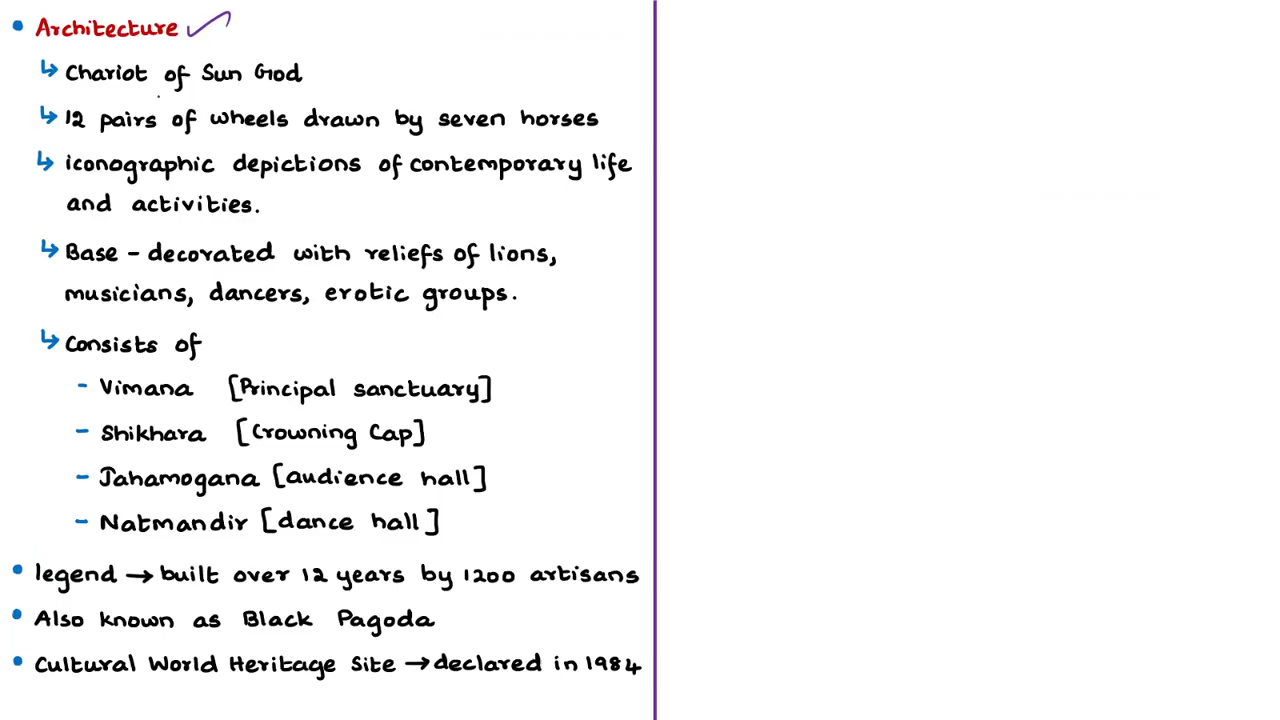 Architecture
Chariot of Sun God
12 pairs of wheels drawn by seven horses
iconographic depictions of contemporary life
and activities.
Base - decorated with reliefs of lions,
musicians, dancers, erotic groups.
Consists of
- Vimana [Principal sanctuary]
- Shikhara [Crowning Cap]
- Jahamogana [audience hall]
- Natmandir [dance hall]
legend → built over 12 years by 1200 artisans
Also known as Black Pagoda
Cultural World Heritage Site → declared in 1984